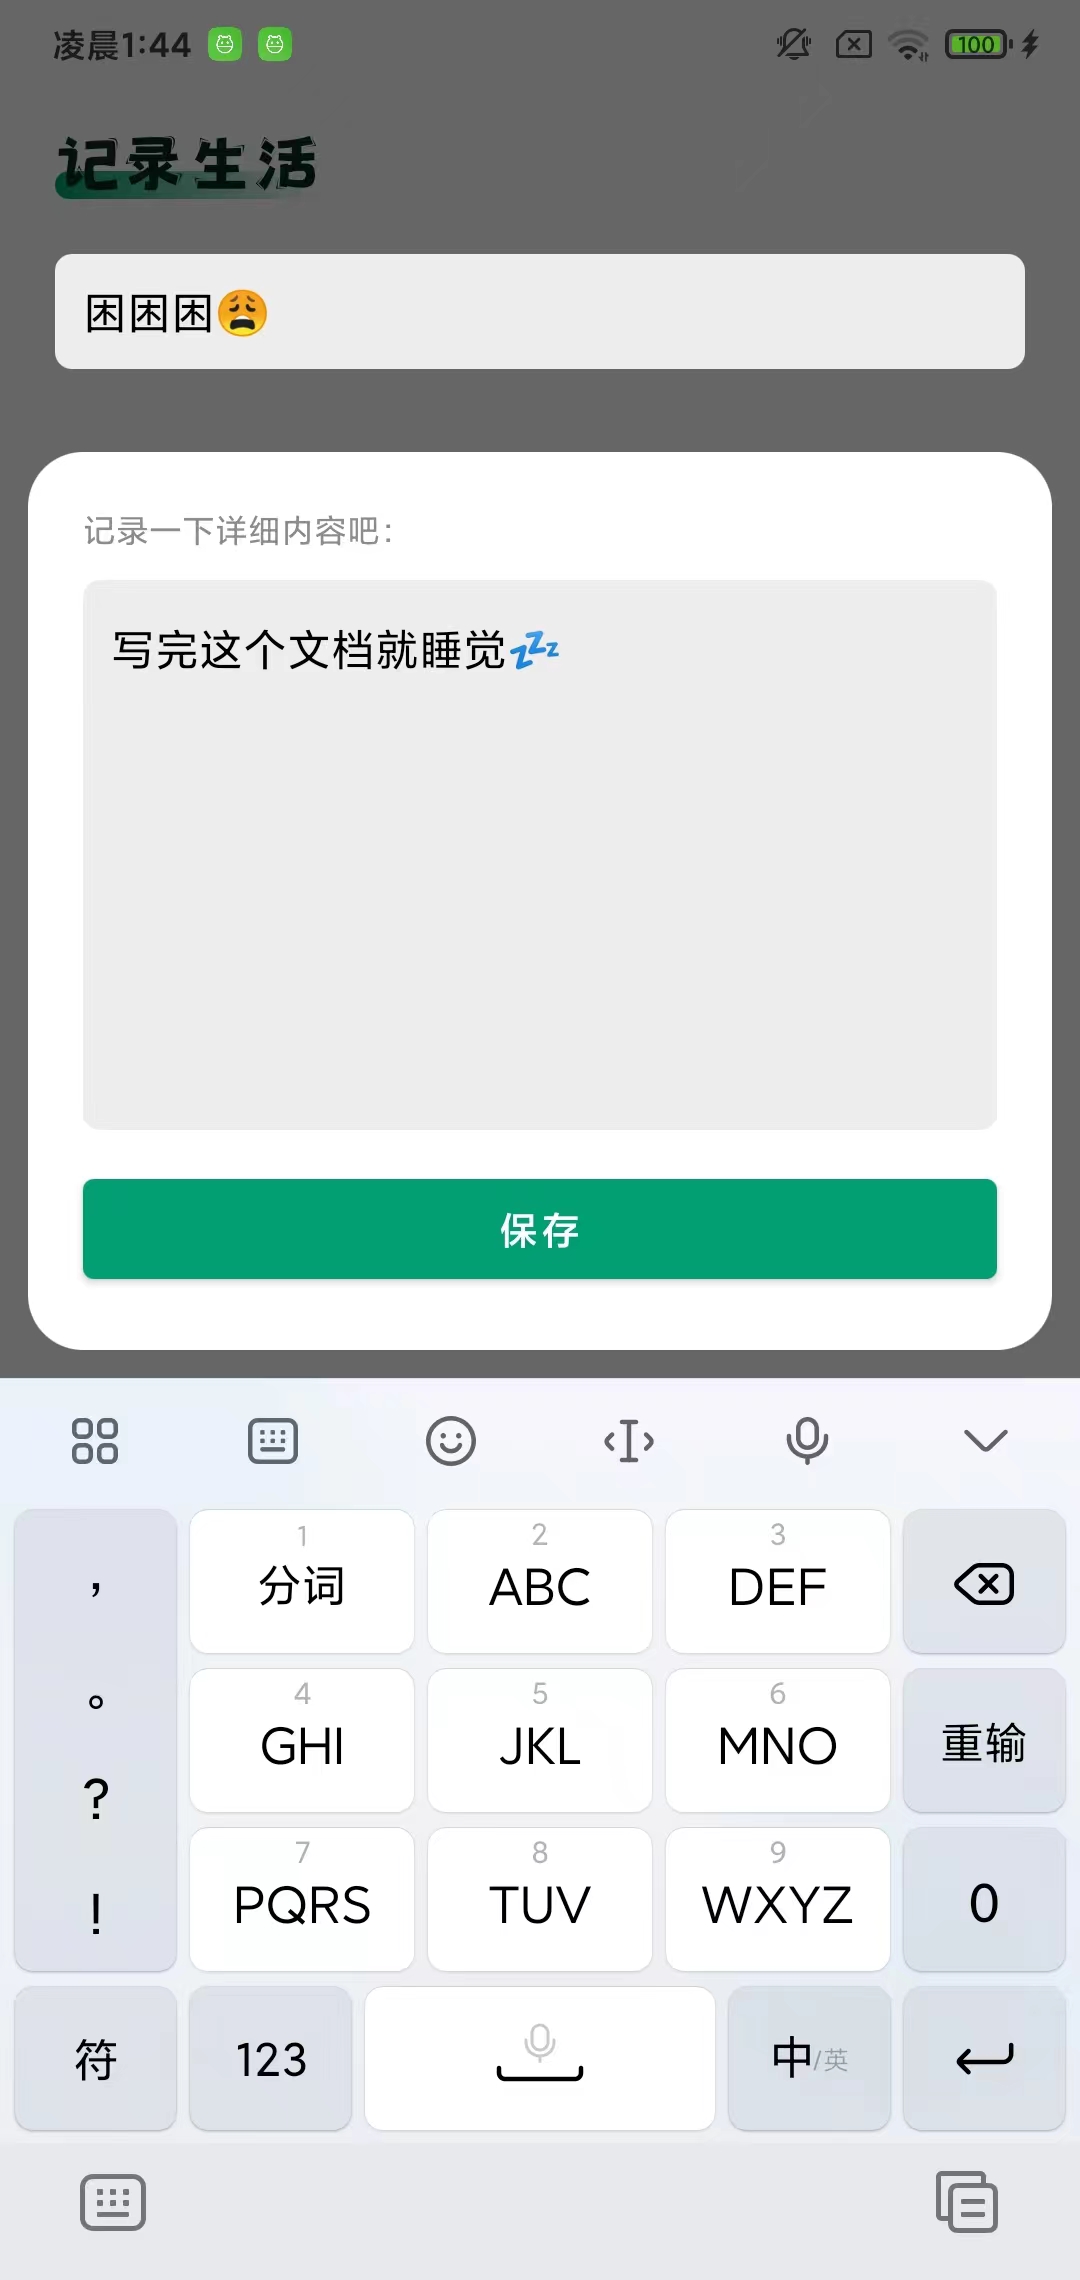 凌晨1:44 100
记录生活
困困困😩
记录一下详细内容吧：
写完这个文档就睡觉💤
保存
， 1 分词 2 ABC 3 DEF
。 4 GHI 5 JKL 6 MNO 重输
? 7 PQRS 8 TUV 9 WXYZ 0
!
符 123 中/英